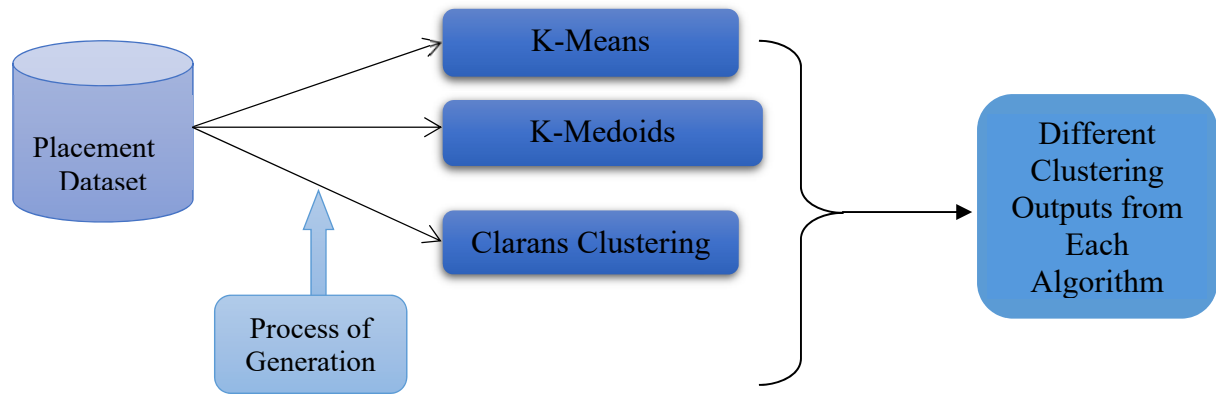 Placement
Dataset
K-Means
K-Medoids
Clarans Clustering
Process of
Generation
Different
Clustering
Outputs from
Each
Algorithm